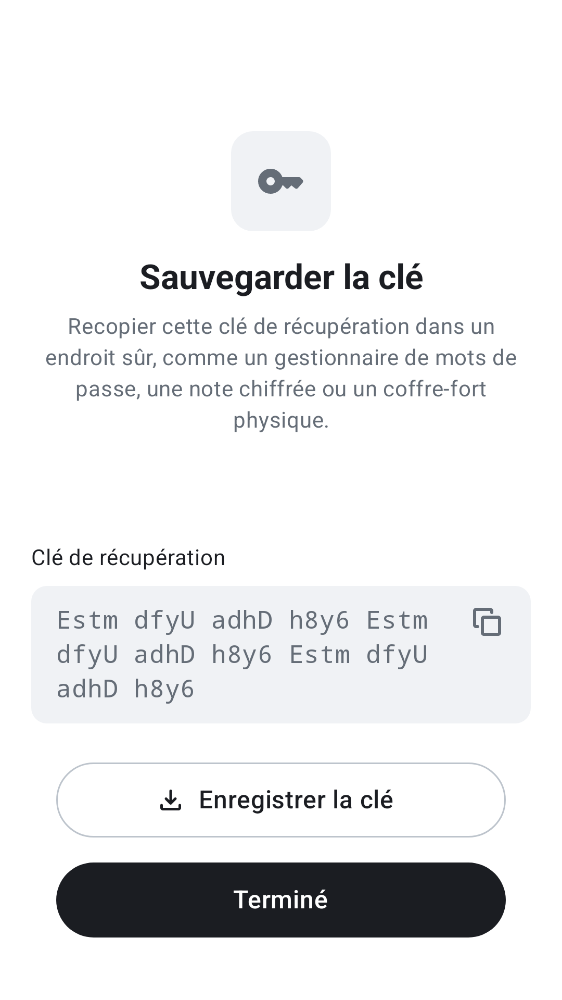 Sauvegarder la clé
Recopier cette clé de récupération dans un
endroit sûr, comme un gestionnaire de mots de
passe, une note chiffrée ou un coffre-fort
physique.
Clé de récupération
Estm dfyU adhD h8y6 Estm
dfyU adhD h8y6 Estm dfyU
adhD h8y6
Enregistrer la clé
Terminé